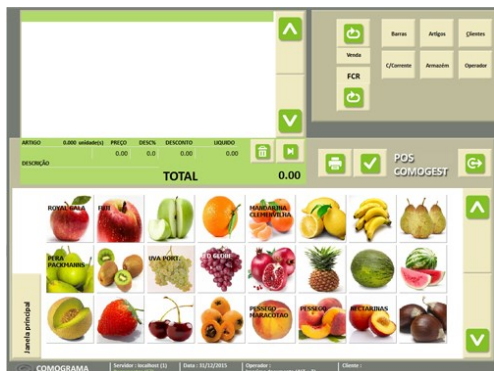 Barras Artigos Clientes
Venda
C/Corrente Armazém Operador
FCR
ARTIGO 0.000 unidade(s) PREÇO DESC% DESCONTO LIQUIDO
0.00 0.0 0.00 0.00
DESCRIÇÃO
TOTAL 0.00
POS
COMOGEST
ROYAL GALA FUJI MANDARINA
CLEMENVILHA
PERA
PACKMANNS UVA PORT. RED GLOBE
PESSEGO
MARACOTAO PESSEGO NECTARINAS
Janela principal
COMOGRAMA Servidor : localhost (1) Data : 31/12/2015 Operador : Cliente :